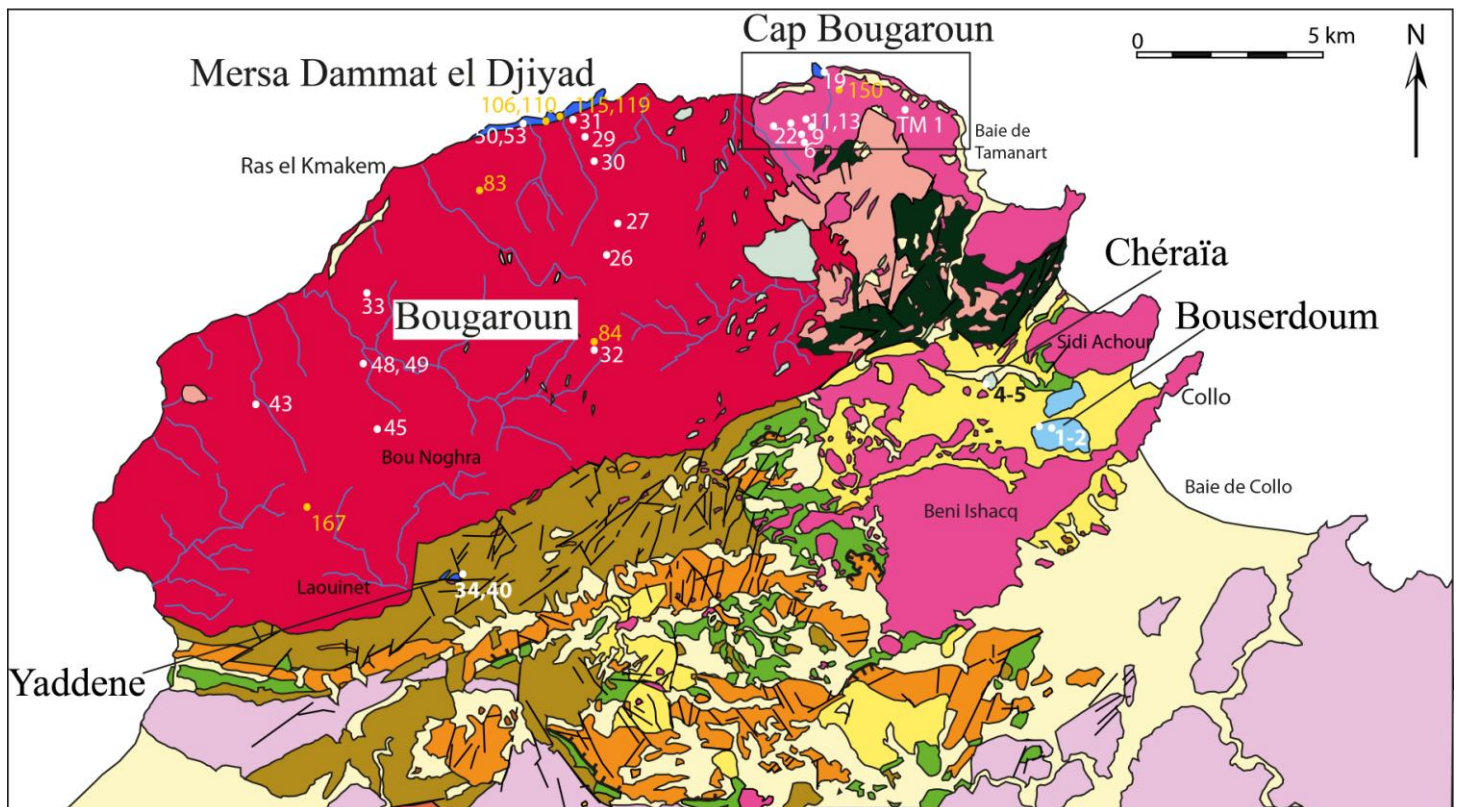 Cap Bougaroun
0
5 km
N
Mersa Dammat el Djiyad
19
150
106,110
115,119
50,53
31
29
30
11,13
22
9
6
TM 1
Baie de
Tamanart
Ras el Kmakem
83
27
26
Chéraïa
33
Bougaroun
Bouserdoum
84
32
Sidi Achour
48, 49
4-5
Collo
43
45
1-2
Bou Noghra
Baie de Collo
167
Beni Ishacq
Laouinet
34,40
Yaddene